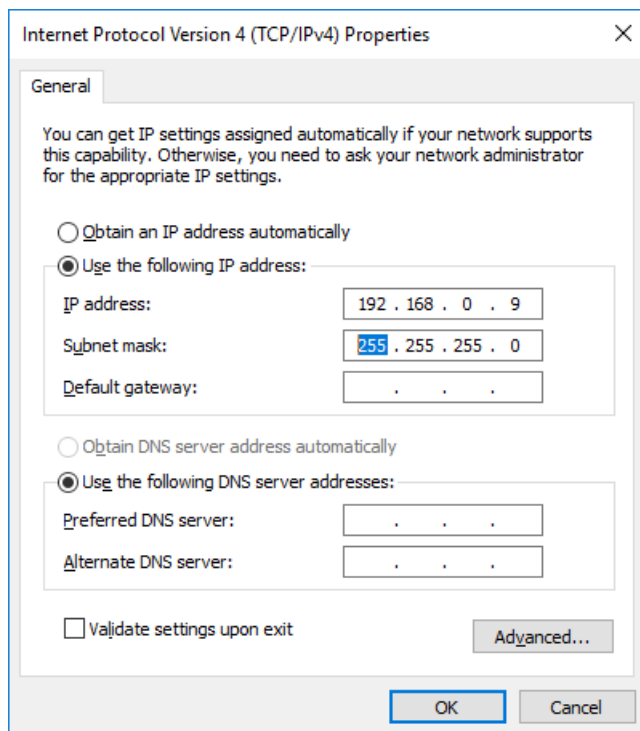 Internet Protocol Version 4 (TCP/IPv4) Properties
General
You can get IP settings assigned automatically if your network supports
this capability. Otherwise, you need to ask your network administrator
for the appropriate IP settings.
Obtain an IP address automatically
Use the following IP address:
IP address: 192 . 168 . 0 . 9
Subnet mask: 255 . 255 . 255 . 0
Default gateway: . . .
Obtain DNS server address automatically
Use the following DNS server addresses:
Preferred DNS server: . . .
Alternate DNS server: . . .
Validate settings upon exit
Advanced...
OK Cancel